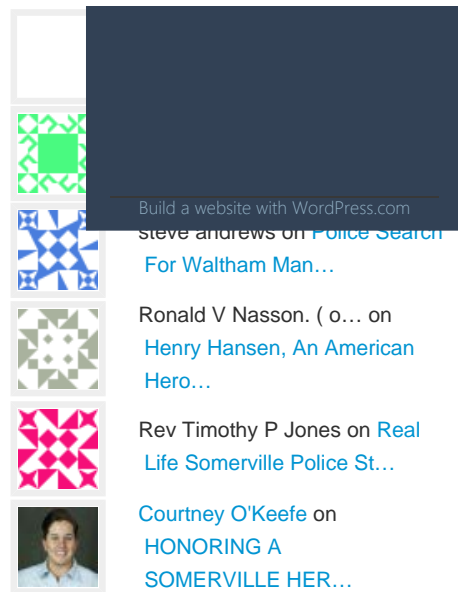 Build a website with WordPress.com
steve andrews on Police Search
For Waltham Man…
Ronald V Nasson. ( o… on
Henry Hansen, An American
Hero…
Rev Timothy P Jones on Real
Life Somerville Police St…
Courtney O'Keefe on
HONORING A
SOMERVILLE HER…